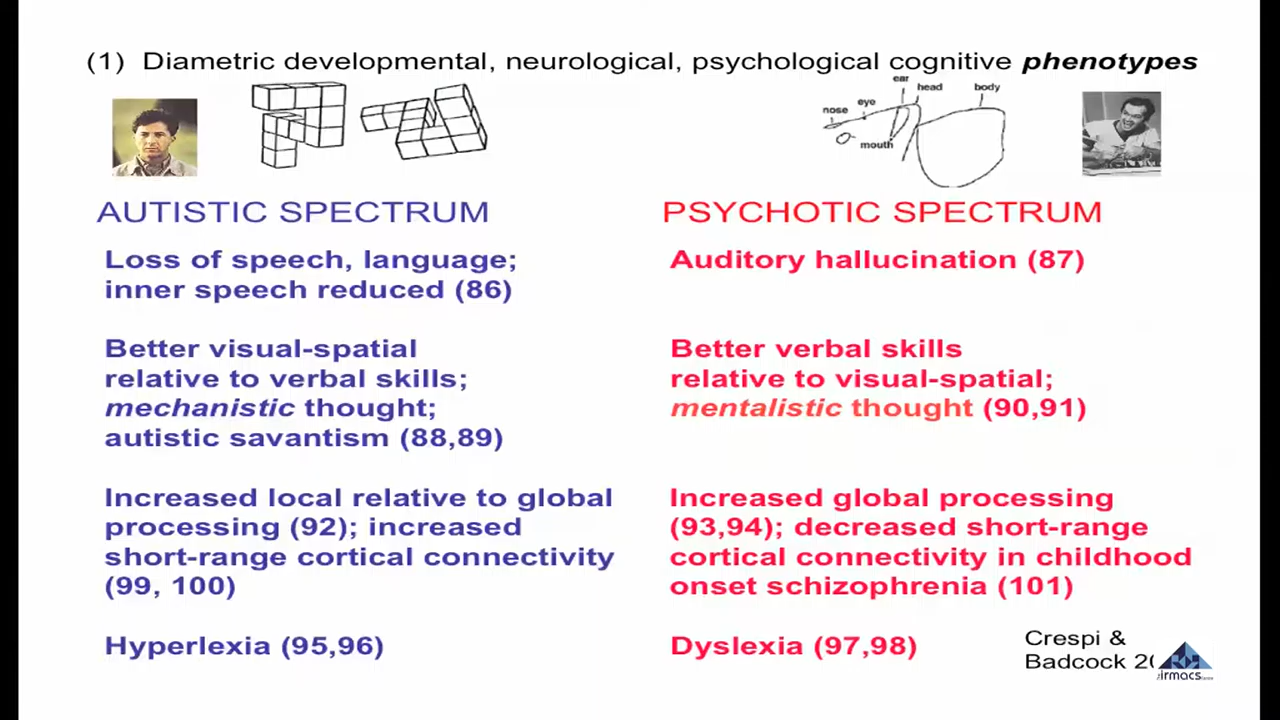 (1) Diametric developmental, neurological, psychological cognitive phenotypes
ear
head
body
nose
eye
mouth
AUTISTIC SPECTRUM
Loss of speech, language;
inner speech reduced (86)
Better visual-spatial
relative to verbal skills;
mechanistic thought;
autistic savantism (88,89)
Increased local relative to global
processing (92); increased
short-range cortical connectivity
(99, 100)
Hyperlexia (95,96)
PSYCHOTIC SPECTRUM
Auditory hallucination (87)
Better verbal skills
relative to visual-spatial;
mentalistic thought (90,91)
Increased global processing
(93,94); decreased short-range
cortical connectivity in childhood
onset schizophrenia (101)
Dyslexia (97,98)
Crespi &
Badcock
irmacs